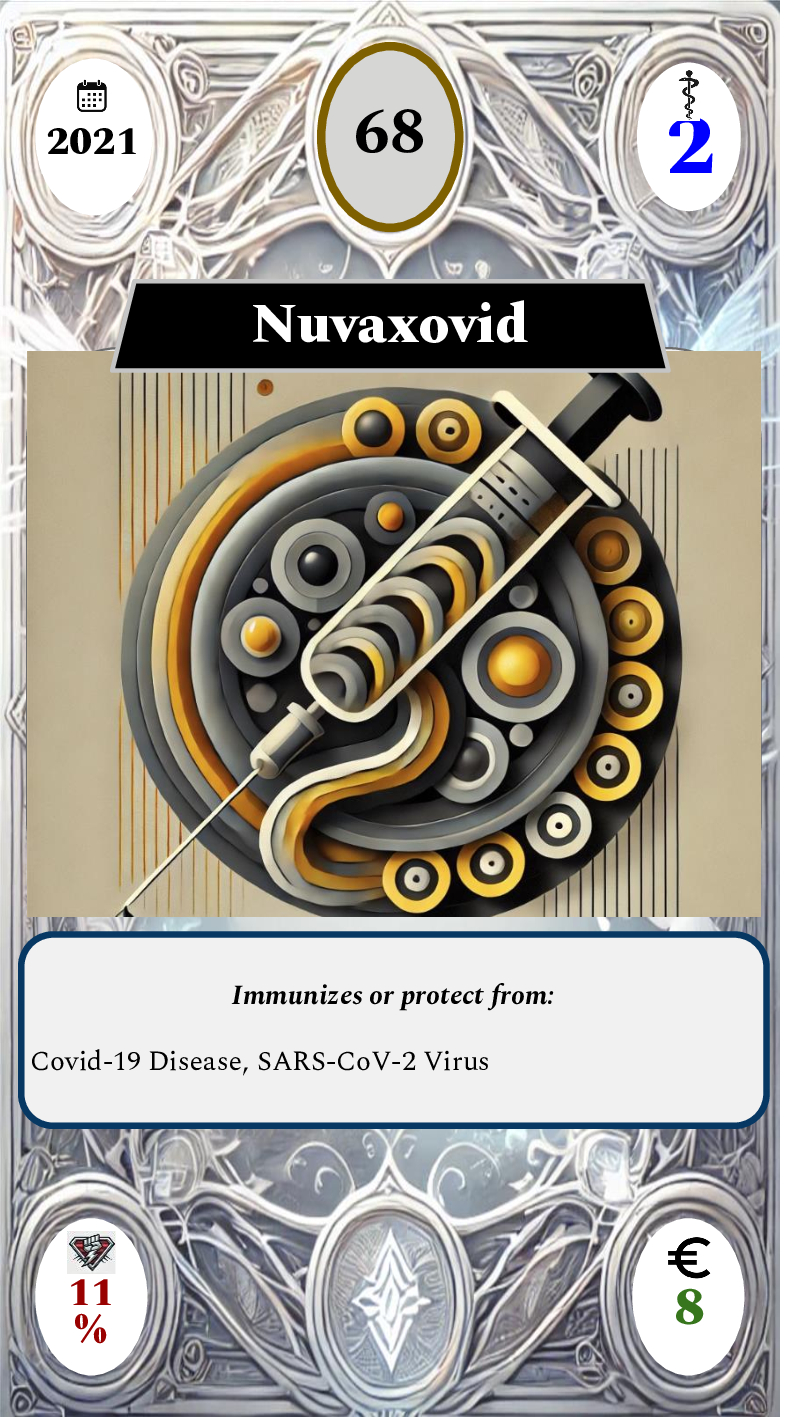 2021
68
2
Nuvaxovid
Immunizes or protect from:
Covid-19 Disease, SARS-CoV-2 Virus
11
%
€
8